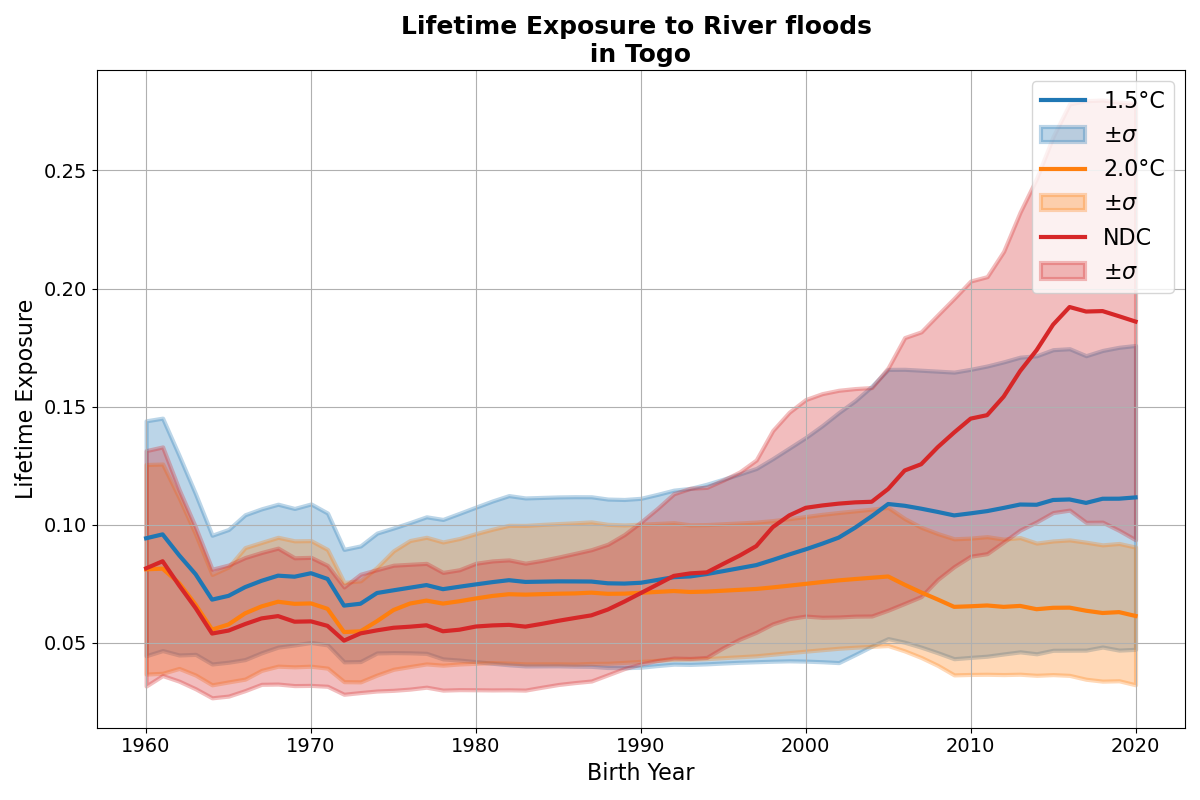 Lifetime Exposure to River floods
in Togo
1.5°C
±σ
2.0°C
±σ
NDC
±σ
Lifetime Exposure
0.25
0.20
0.15
0.10
0.05
1960 1970 1980 1990 2000 2010 2020
Birth Year